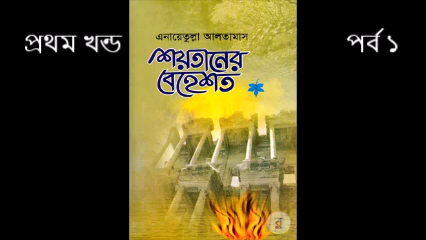 প্রথম খন্ড
পর্ব ১
এনায়েতুল্লা আলতামাস
শয়তানের
বেহেশত